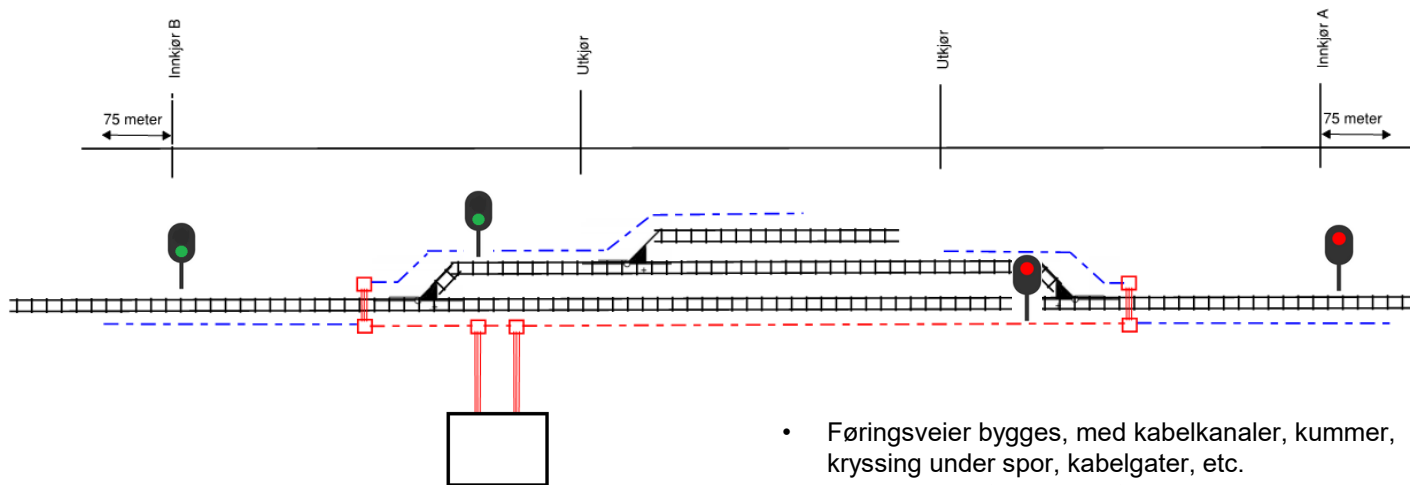 Innkjør B
Utkjør
Utkjør
Innkjør A
75 meter
75 meter
• Føringsveier bygges, med kabelkanaler, kummer,
kryssing under spor, kabelgater, etc.